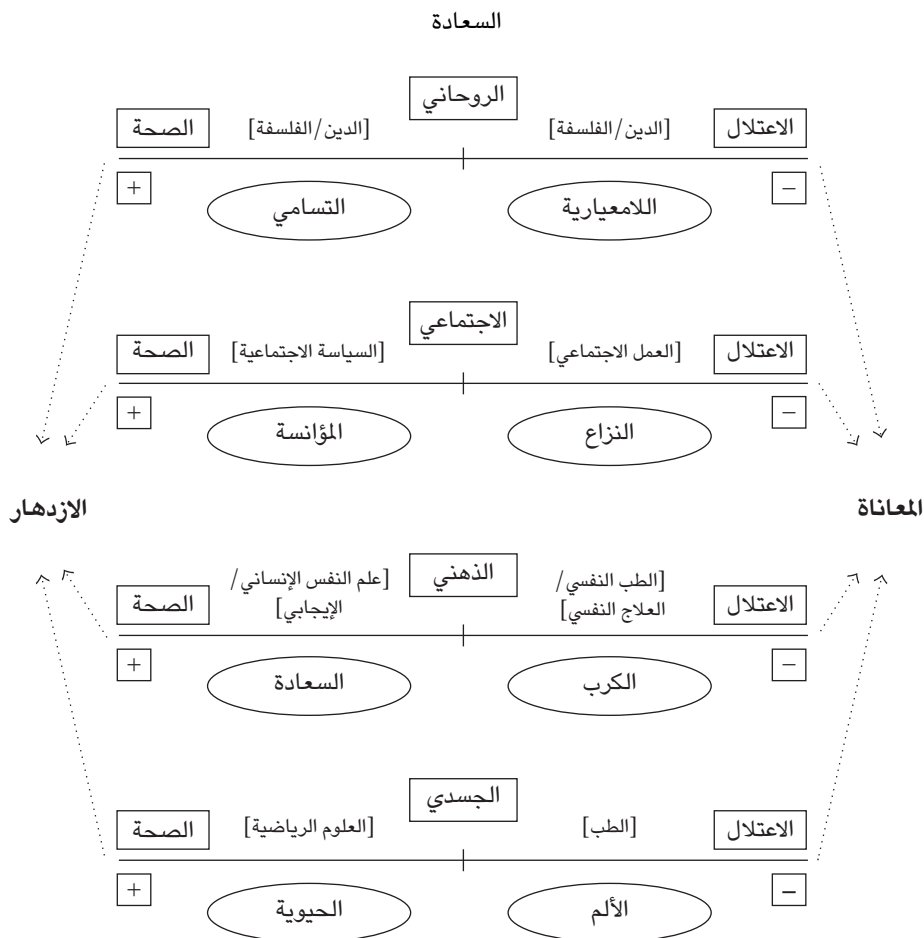 السعادة
الروحاني
الاعتلال
[الدين/الفلسفة]
[الدين/الفلسفة]
الصحة
−
+
اللامعيارية
التسامي
الاجتماعي
الاعتلال
[العمل الاجتماعي]
[السياسة الاجتماعية]
الصحة
−
+
النزاع
المؤانسة
المعاناة
الازدهار
الذهني
الاعتلال
[الطب النفسي/
العلاج النفسي]
[علم النفس الإنساني/
الإيجابي]
الصحة
−
+
الكرب
السعادة
الجسدي
الاعتلال
[الطب]
[العلوم الرياضية]
الصحة
−
+
الألم
الحيوية